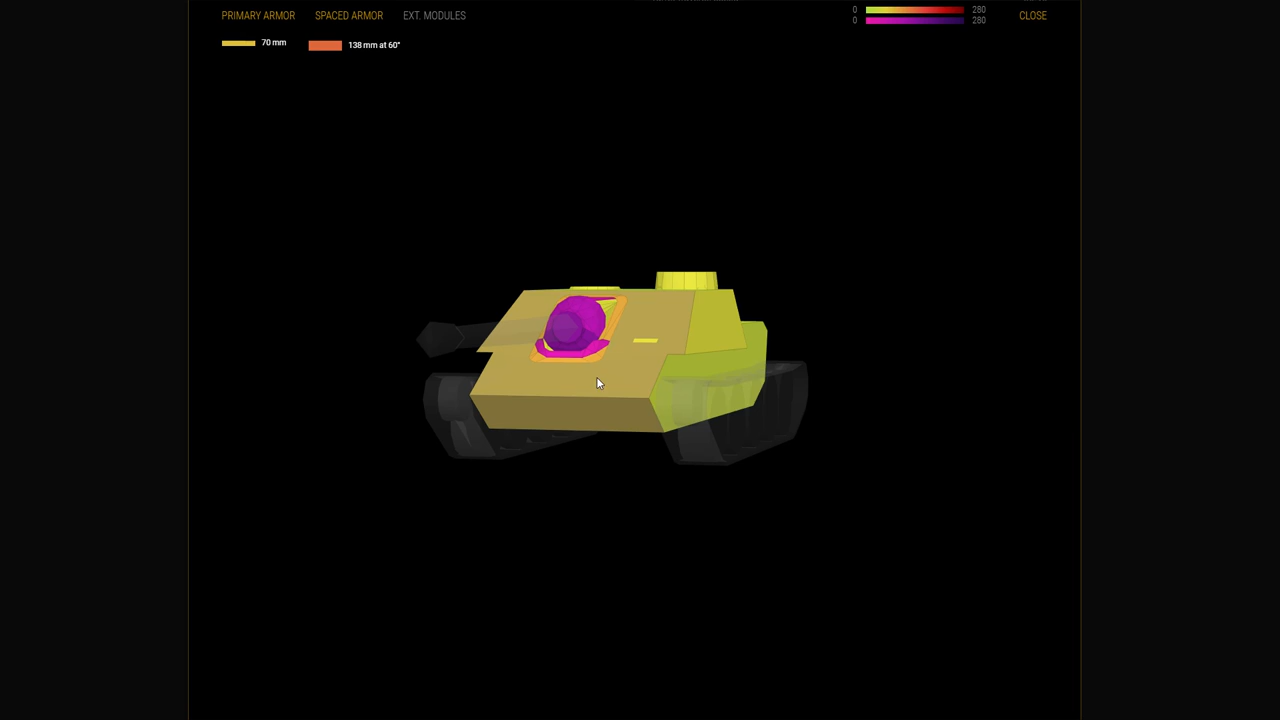 PRIMARY ARMOR SPACED ARMOR EXT. MODULES
0 280
0 280
CLOSE
70 mm 138 mm at 60°